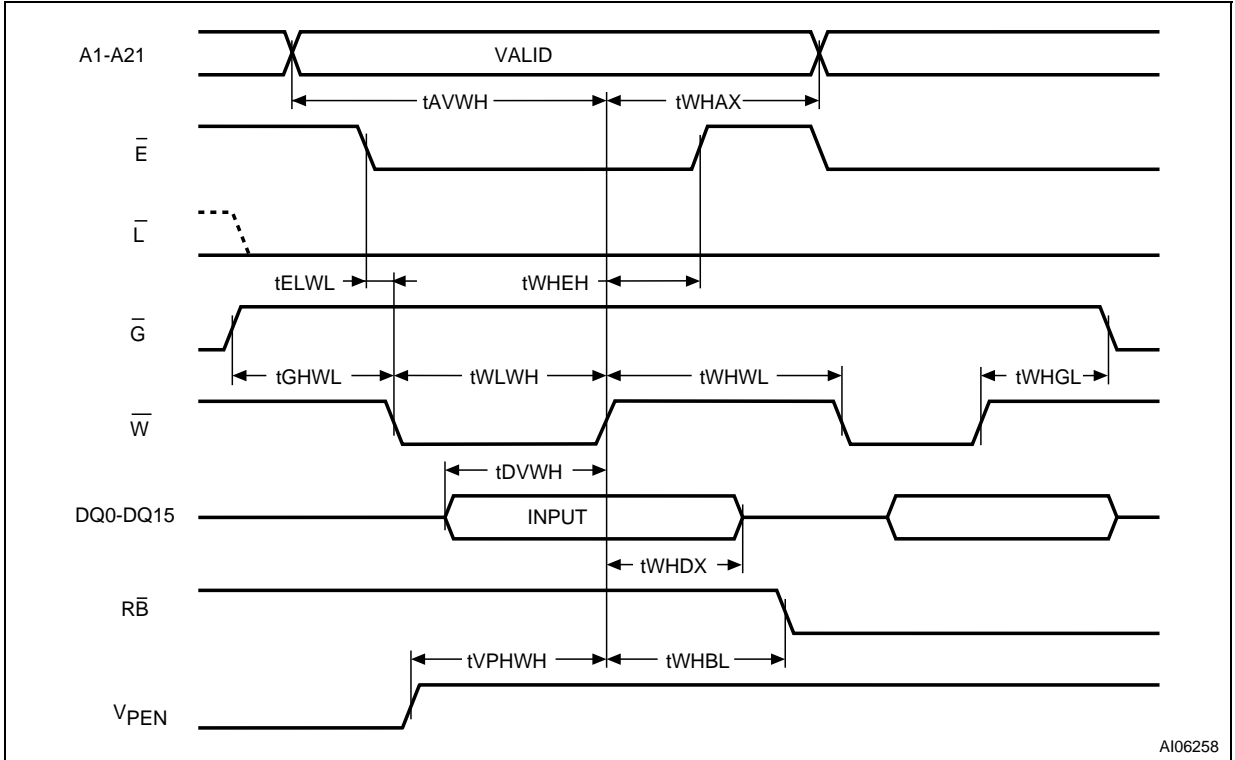 A1-A21
VALID
tAVWH
tWHAX
E̅
L̅
tELWL
tWHEH
G̅
tGHWL
tWLWH
tWHWL
tWHGL
W̅
tDVWH
DQ0-DQ15
INPUT
tWHDX
RB̅
tVPHWH
tWHBL
VPEN
AI06258